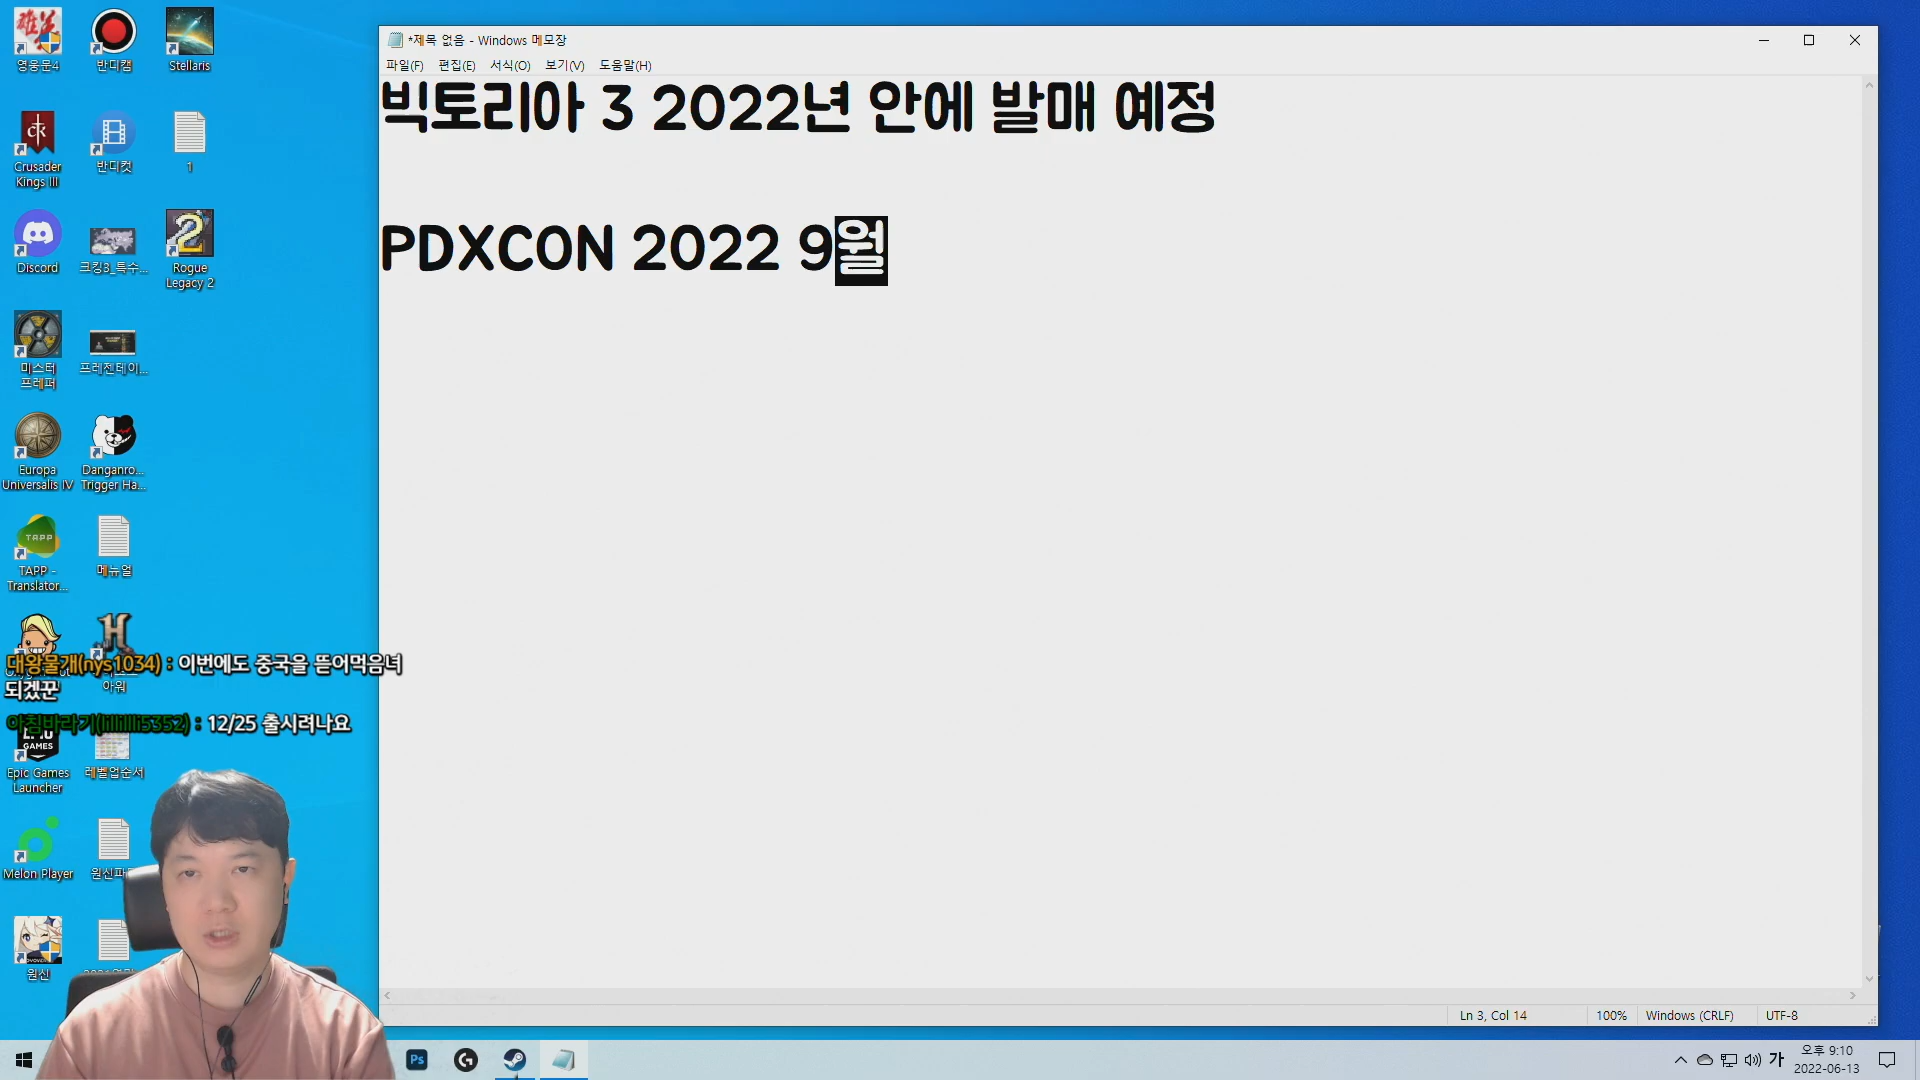 영웅문4
반디캠
Stellaris
*제목 없음 - Windows 메모장
파일(F) 편집(E) 서식(O) 보기(V) 도움말(H)
빅토리아 3 2022년 안에 발매 예정
PDXCON 2022 9월
Crusader Kings III
반디컷
1
Discord
크킹3_특수...
Rogue Legacy 2
2
미스터 프레퍼
프레젠테이...
Europa Universalis IV
Danganro... Trigger Ha...
TAPP
TAPP - Translator...
메뉴얼
아워
대왕물개(nys1034) : 이번에도 중국을 뜯어먹음녀
되겠꾼
아침바라기(lillillli5352) : 12/25 출시려나요
GAMES
Epic Games Launcher
레벨업순서
Melon Player
원신
Ps
Ln 3, Col 14
100%
Windows (CRLF)
UTF-8
가
오후 9:10
2022-06-13